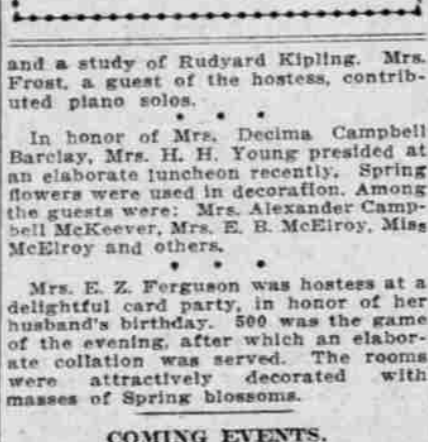 and a study of Rudyard Kipling. Mrs.
Frost, a guest of the hostess, contrib-
uted piano solos.
• • •
In honor of Mrs. Decima Campbell
Barclay, Mrs. H. H. Young presided at
an elaborate luncheon recently. Spring
flowers were used in decoration. Among
the guests were: Mrs. Alexander Camp-
bell McKeever, Mrs. E. B. McElroy, Miss
McElroy and others.
• • •
Mrs. E. Z. Ferguson was hostess at a
delightful card party, in honor of her
husband's birthday. 500 was the game
of the evening, after which an elabor-
ate collation was served. The rooms
were attractively decorated with
masses of Spring blossoms.
COMING EVENTS.